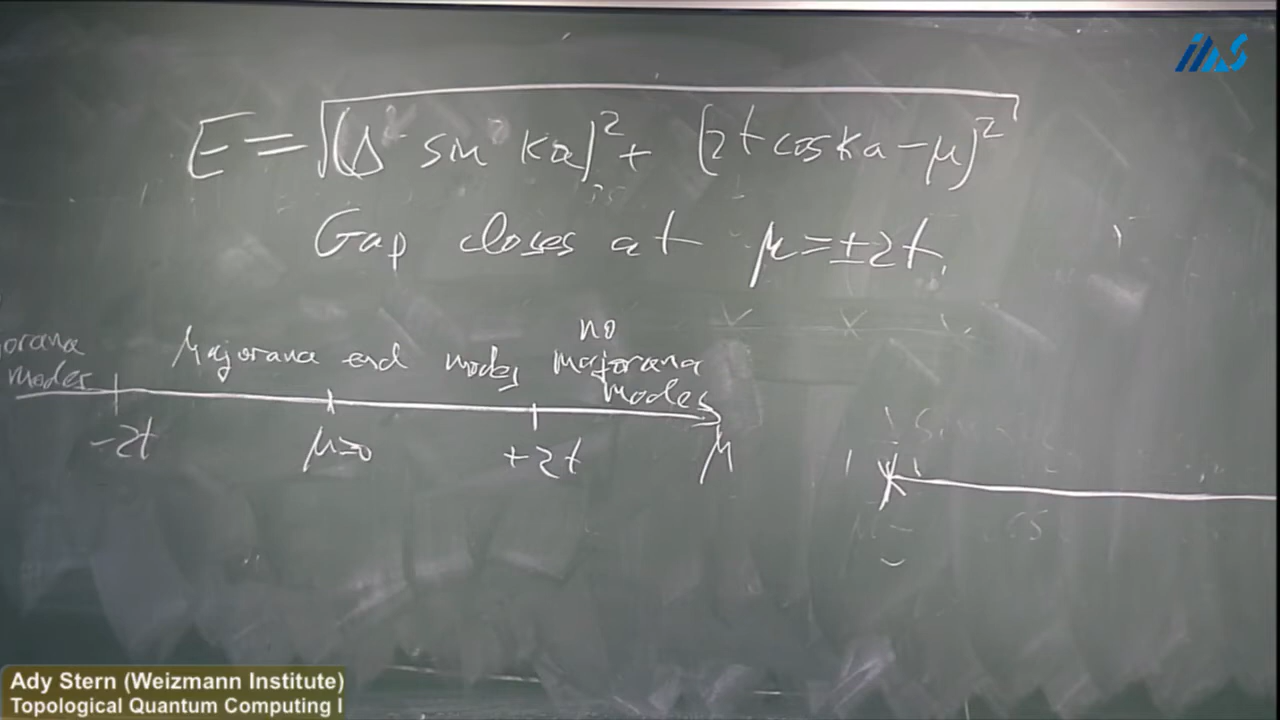 E = √(Δ sin ka)² + (2t cos ka − μ)²
Gap closes at μ = ±2t.
Majorana end modes
no
majorana
modes
modes
−2t μ=0 +2t μ
Ady Stern (Weizmann Institute)
Topological Quantum Computing I